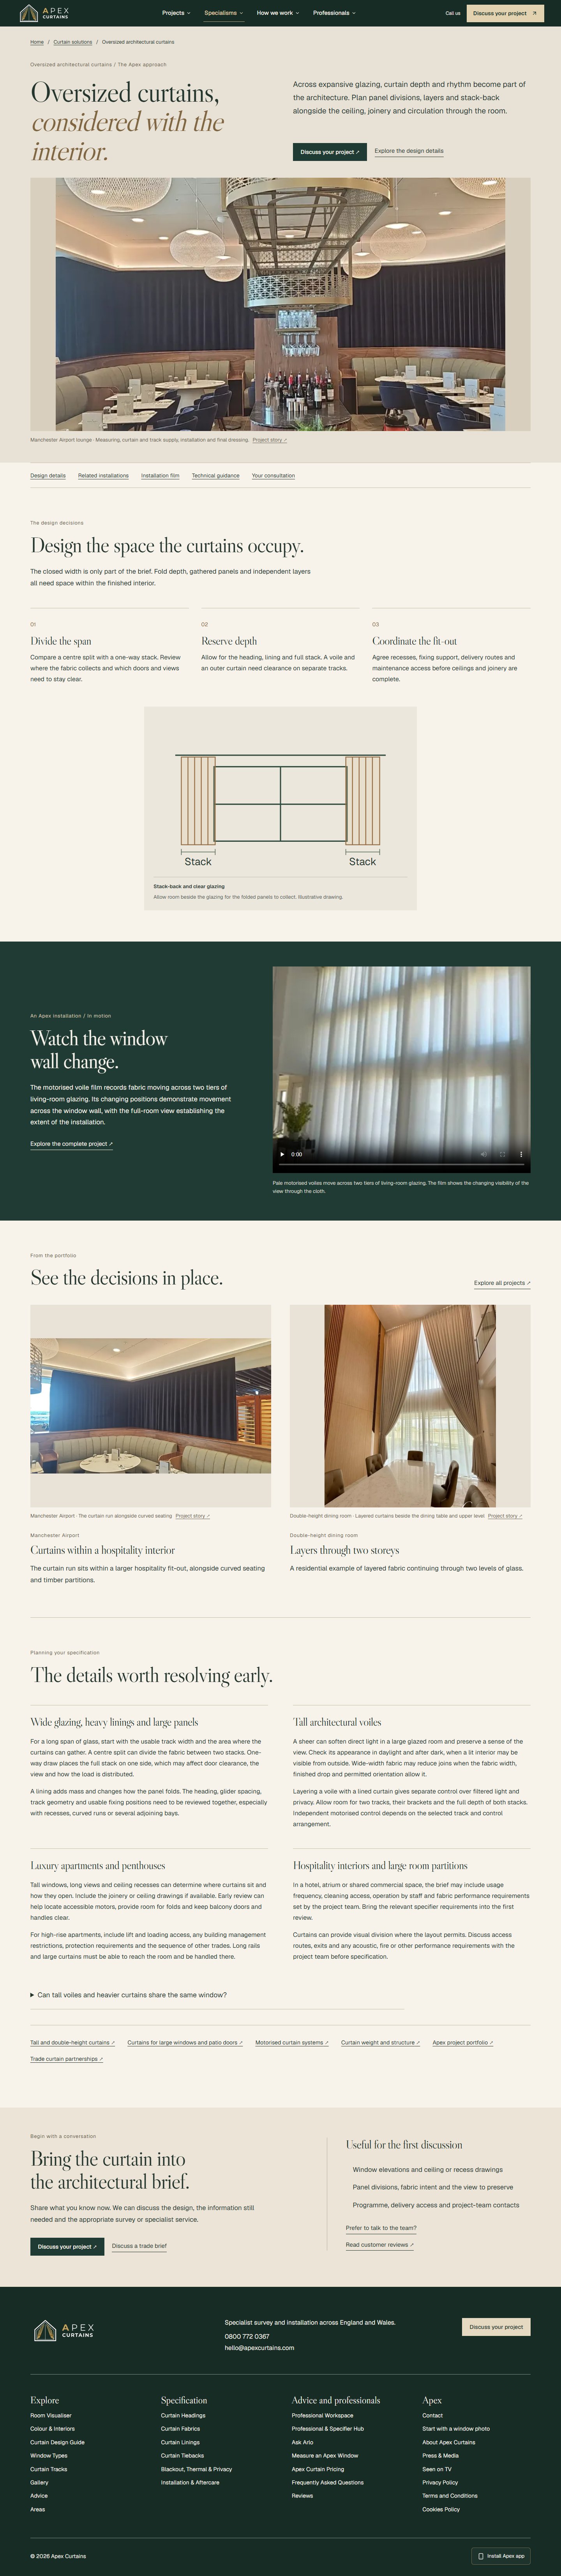 APEX
CURTAINS
Projects
Specialisms
How we work
Professionals
Call us
Discuss your project ↗
Home / Curtain solutions / Oversized architectural curtains
Oversized architectural curtains / The Apex approach
Oversized curtains,
considered with the
interior.
Across expansive glazing, curtain depth and rhythm become part of
the architecture. Plan panel divisions, layers and stack-back
alongside the ceiling, joinery and circulation through the room.
Discuss your project ↗
Explore the design details
Manchester Airport lounge · Measuring, curtain and track supply, installation and final dressing. Project story ↗
Design details
Related installations
Installation film
Technical guidance
Your consultation
The design decisions
Design the space the curtains occupy.
The closed width is only part of the brief. Fold depth, gathered panels and independent layers
all need space within the finished interior.
01
Divide the span
Compare a centre split with a one-way stack. Review
where the fabric collects and which doors and views
need to stay clear.
02
Reserve depth
Allow for the heading, lining and full stack. A voile and
an outer curtain need clearance on separate tracks.
03
Coordinate the fit-out
Agree recesses, fixing support, delivery routes and
maintenance access before ceilings and joinery are
complete.
Stack
Stack
Stack-back and clear glazing
Allow room beside the glazing for the folded panels to collect. Illustrative drawing.
An Apex installation / In motion
Watch the window
wall change.
The motorised voile film records fabric moving across two tiers of
living-room glazing. Its changing positions demonstrate movement
across the window wall, with the full-room view establishing the
extent of the installation.
Explore the complete project ↗
0:00
Pale motorised voiles move across two tiers of living-room glazing. The film shows the changing visibility of the
view through the cloth.
From the portfolio
See the decisions in place.
Explore all projects ↗
Manchester Airport · The curtain run alongside curved seating Project story ↗
Manchester Airport
Curtains within a hospitality interior
The curtain run sits within a larger hospitality fit-out, alongside curved seating
and timber partitions.
Double-height dining room · Layered curtains beside the dining table and upper level Project story ↗
Double-height dining room
Layers through two storeys
A residential example of layered fabric continuing through two levels of glass.
Planning your specification
The details worth resolving early.
Wide glazing, heavy linings and large panels
For a long span of glass, start with the usable track width and the area where the
curtains can gather. A centre split can divide the fabric between two stacks. One-
way draw places the full stack on one side, which may affect door clearance, the
view and how the load is distributed.
A lining adds mass and changes how the panel folds. The heading, glider spacing,
track geometry and usable fixing positions need to be reviewed together, especially
with recesses, curved runs or several adjoining bays.
Tall architectural voiles
A sheer can soften direct light in a large glazed room and preserve a sense of the
view. Check its appearance in daylight and after dark, when a lit interior may be
visible from outside. Wide-width fabric may reduce joins when the fabric width,
finished drop and permitted orientation allow it.
Layering a voile with a lined curtain gives separate control over filtered light and
privacy. Allow room for two tracks, their brackets and the full depth of both stacks.
Independent motorised control depends on the selected track and control
arrangement.
Luxury apartments and penthouses
Tall windows, long views and ceiling recesses can determine where curtains sit and
how they open. Include the joinery or ceiling drawings if available. Early review can
help locate accessible motors, provide room for folds and keep balcony doors and
handles clear.
For high-rise apartments, include lift and loading access, any building management
restrictions, protection requirements and the sequence of other trades. Long rails
and large curtains must be able to reach the room and be handled there.
Hospitality interiors and large room partitions
In a hotel, atrium or shared commercial space, the brief may include usage
frequency, cleaning access, operation by staff and fabric performance requirements
set by the project team. Bring the relevant specifier requirements into the first
review.
Curtains can provide visual division where the layout permits. Discuss access
routes, exits and any acoustic, fire or other performance requirements with the
project team before specification.
Can tall voiles and heavier curtains share the same window?
Tall and double-height curtains ↗
Curtains for large windows and patio doors ↗
Motorised curtain systems ↗
Curtain weight and structure ↗
Apex project portfolio ↗
Trade curtain partnerships ↗
Begin with a conversation
Bring the curtain into
the architectural brief.
Share what you know now. We can discuss the design, the information still
needed and the appropriate survey or specialist service.
Discuss your project ↗
Discuss a trade brief
Useful for the first discussion
Window elevations and ceiling or recess drawings
Panel divisions, fabric intent and the view to preserve
Programme, delivery access and project-team contacts
Prefer to talk to the team?
Read customer reviews ↗
APEX
CURTAINS
Specialist survey and installation across England and Wales.
0800 772 0367
hello@apexcurtains.com
Discuss your project
Explore
Room Visualiser
Colour & Interiors
Curtain Design Guide
Window Types
Curtain Tracks
Gallery
Advice
Areas
Specification
Curtain Headings
Curtain Fabrics
Curtain Linings
Curtain Tiebacks
Blackout, Thermal & Privacy
Installation & Aftercare
Advice and professionals
Professional Workspace
Professional & Specifier Hub
Ask Arlo
Measure an Apex Window
Apex Curtain Pricing
Frequently Asked Questions
Reviews
Apex
Contact
Start with a window photo
About Apex Curtains
Press & Media
Seen on TV
Privacy Policy
Terms and Conditions
Cookies Policy
© 2026 Apex Curtains
Install Apex app